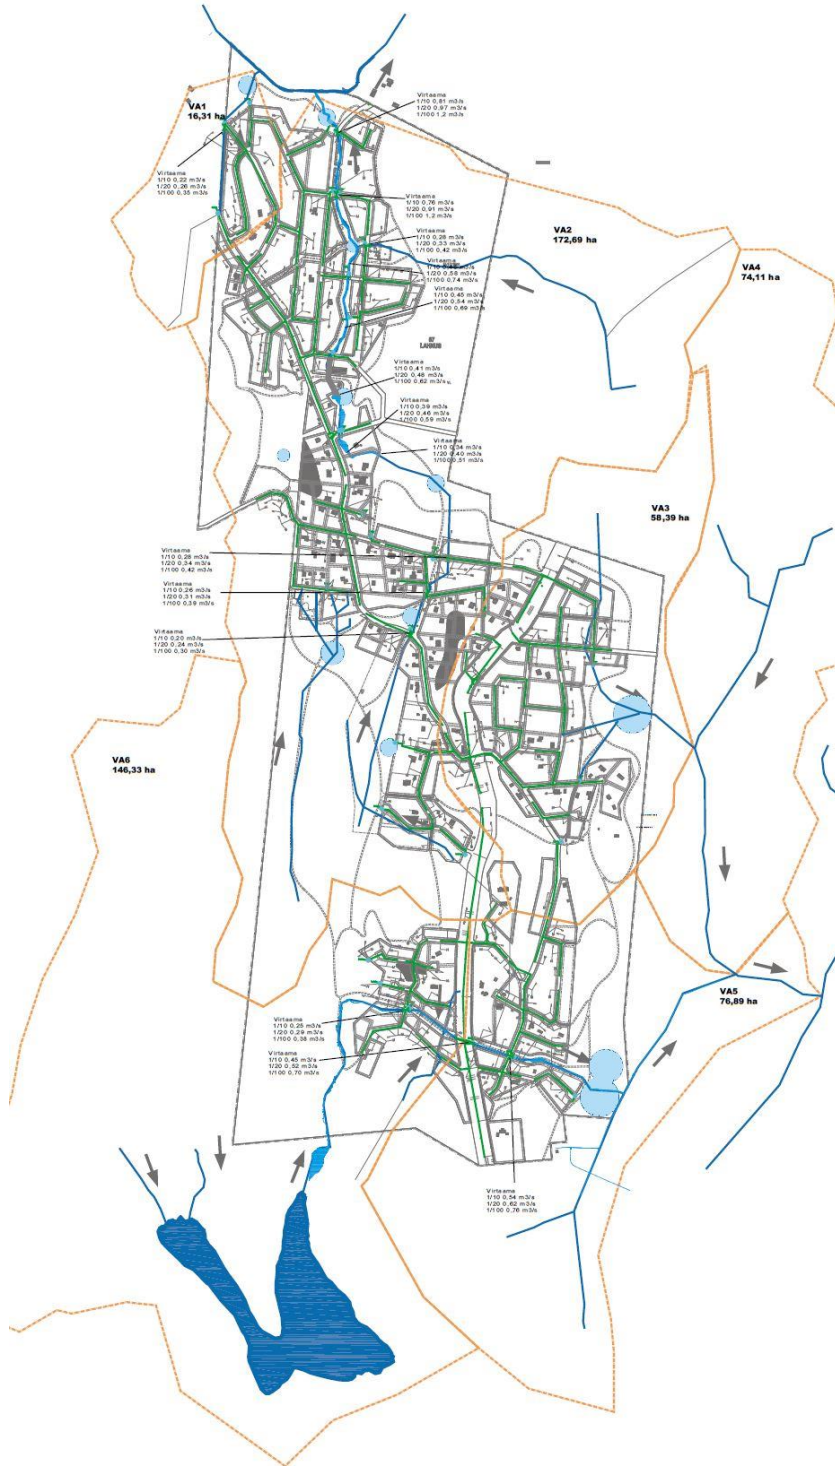 VA1
16,31 ha
Virtaama
1/10 0,22 m3/s
1/20 0,26 m3/s
1/100 0,35 m3/s
Virtaama
1/10 0,81 m3/s
1/20 0,97 m3/s
1/100 1,2 m3/s
Virtaama
1/10 0,76 m3/s
1/20 0,91 m3/s
1/100 1,2 m3/s
Virtaama
1/10 0,28 m3/s
1/20 0,33 m3/s
1/100 0,42 m3/s
Virtaama
1/20 0,58 m3/s
1/100 0,74 m3/s
Virtaama
1/10 0,45 m3/s
1/20 0,54 m3/s
1/100 0,69 m3/s
VA2
172,69 ha
VA4
74,11 ha
Virtaama
1/10 0,41 m3/s
1/20 0,48 m3/s
1/100 0,62 m3/s
Virtaama
1/10 0,39 m3/s
1/20 0,46 m3/s
1/100 0,59 m3/s
Virtaama
1/10 0,34 m3/s
1/20 0,40 m3/s
1/100 0,51 m3/s
VA3
58,39 ha
Virtaama
1/10 0,28 m3/s
1/20 0,34 m3/s
1/100 0,42 m3/s
Virtaama
1/10 0,26 m3/s
1/20 0,31 m3/s
1/100 0,38 m3/s
Virtaama
1/10 0,20 m3/s
1/20 0,24 m3/s
1/100 0,30 m3/s
VA6
146,33 ha
VA5
76,89 ha
Virtaama
1/10 0,25 m3/s
1/20 0,29 m3/s
1/100 0,38 m3/s
Virtaama
1/10 0,45 m3/s
1/20 0,52 m3/s
1/100 0,70 m3/s
Virtaama
1/10 0,54 m3/s
1/20 0,62 m3/s
1/100 0,76 m3/s